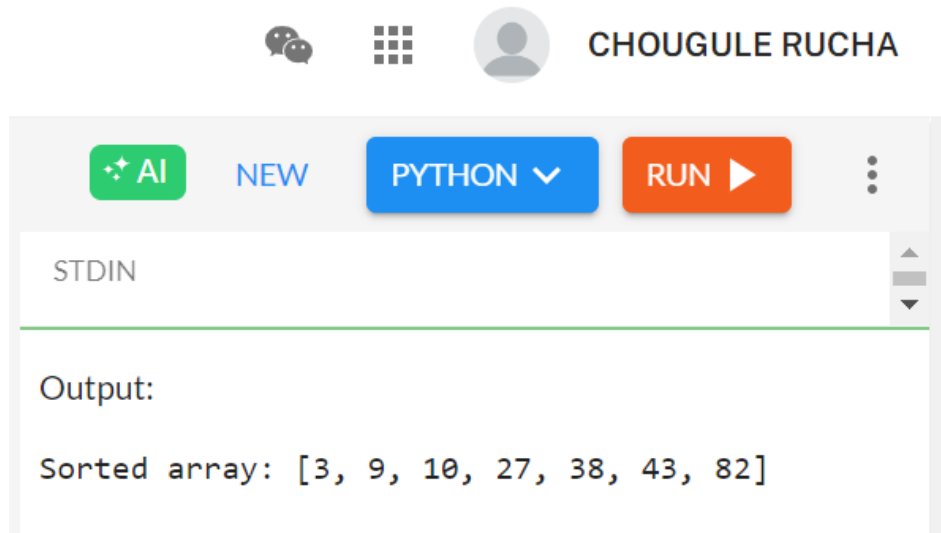 CHOUGULE RUCHA
AI NEW PYTHON RUN
STDIN
Output:
Sorted array: [3, 9, 10, 27, 38, 43, 82]